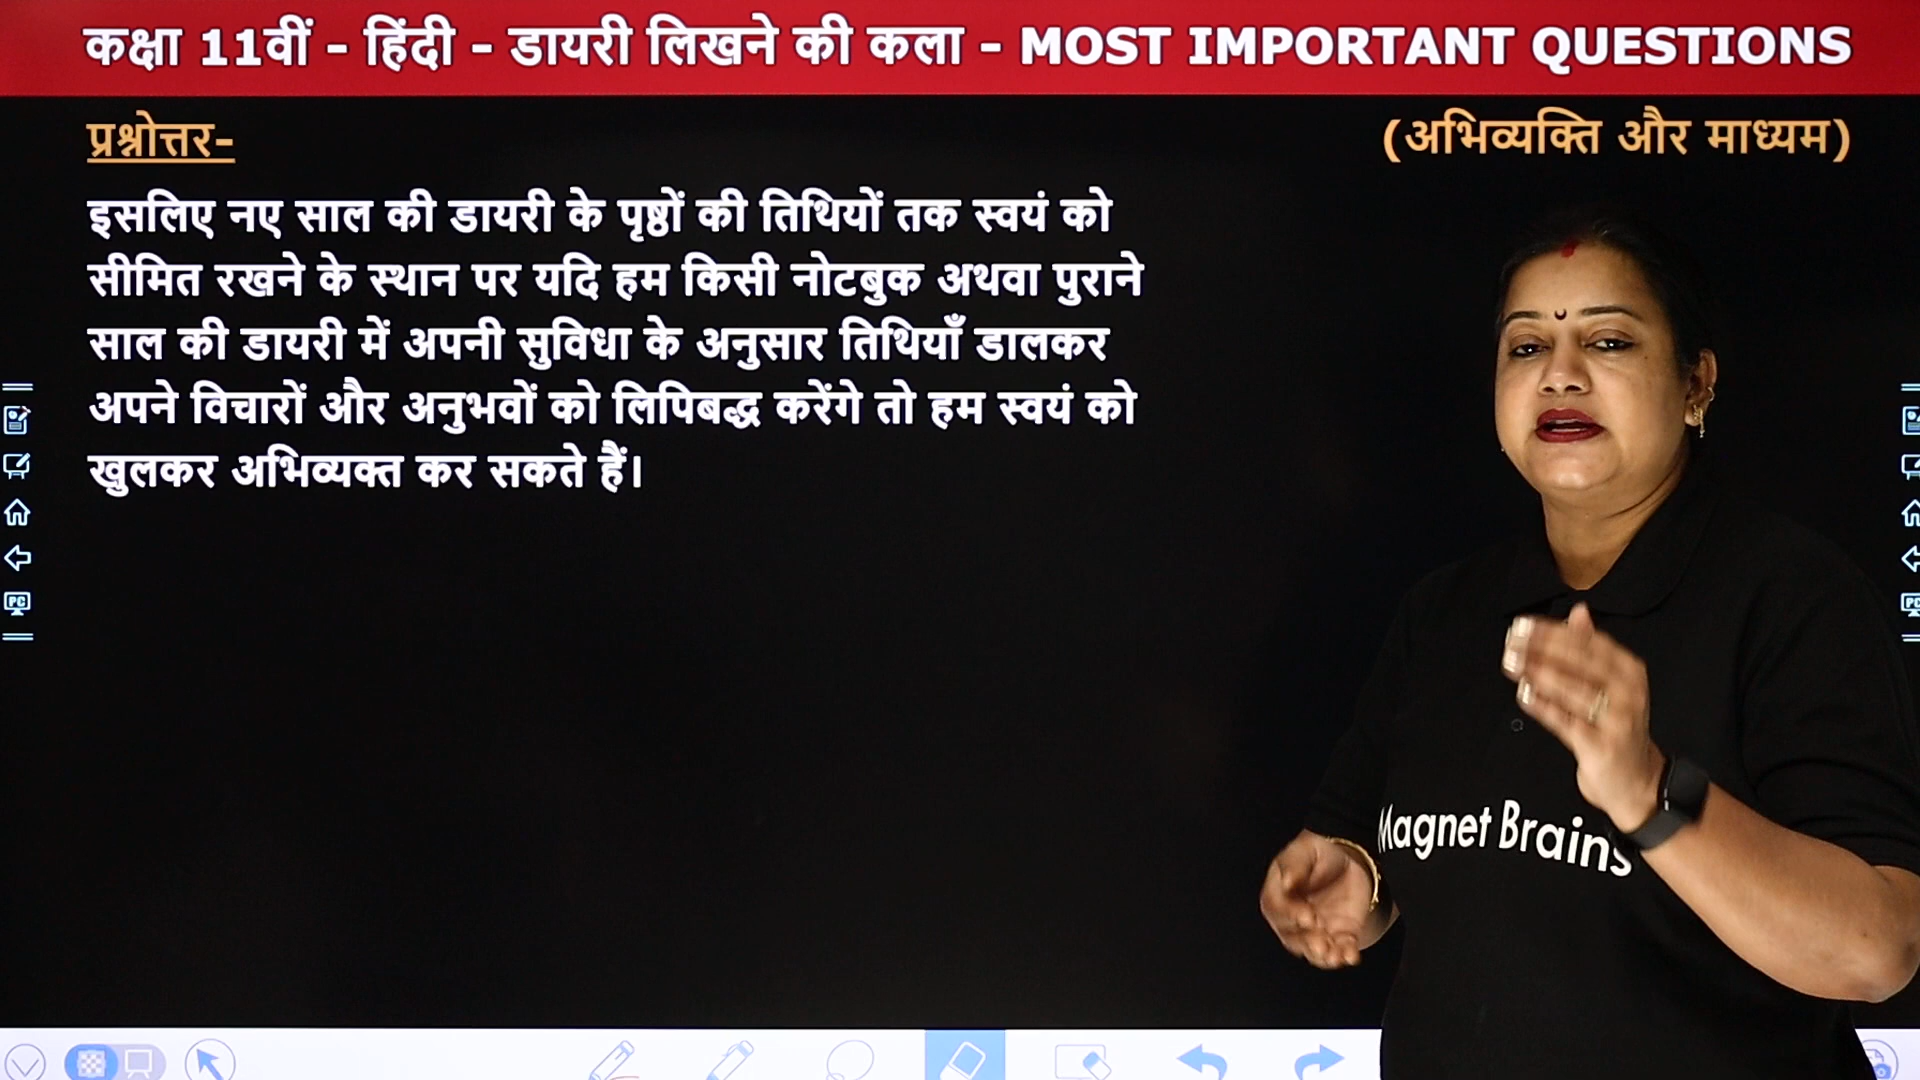 कक्षा 11वीं - हिंदी - डायरी लिखने की कला - MOST IMPORTANT QUESTIONS
प्रश्नोत्तर-
(अभिव्यक्ति और माध्यम)
इसलिए नए साल की डायरी के पृष्ठों की तिथियों तक स्वयं को
सीमित रखने के स्थान पर यदि हम किसी नोटबुक अथवा पुराने
साल की डायरी में अपनी सुविधा के अनुसार तिथियाँ डालकर
अपने विचारों और अनुभवों को लिपिबद्ध करेंगे तो हम स्वयं को
खुलकर अभिव्यक्त कर सकते हैं।
PC
PC
Magnet Brains